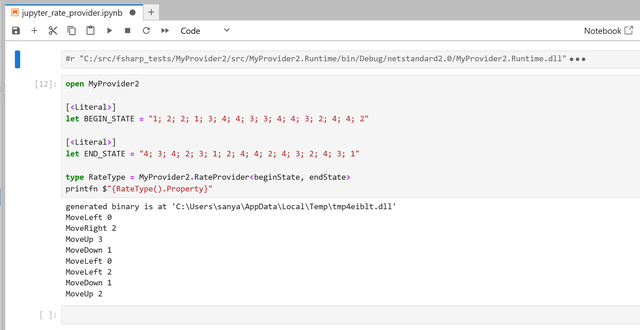 jupyter_rate_provider.ipynb
Code
Notebook
#r "C:/src/fsharp_tests/MyProvider2/src/MyProvider2.Runtime/bin/Debug/netstandard2.0/MyProvider2.Runtime.dll" •••
[12]:
open MyProvider2
[<Literal>]
let BEGIN_STATE = "1; 2; 2; 1; 3; 4; 4; 3; 3; 4; 4; 3; 2; 4; 4; 2"
[<Literal>]
let END_STATE = "4; 3; 4; 2; 3; 1; 2; 4; 4; 2; 4; 3; 2; 4; 3; 1"
type RateType = MyProvider2.RateProvider<beginState, endState>
printfn $"{RateType().Property}"
generated binary is at 'C:\Users\sanya\AppData\Local\Temp\tmp4eiblt.dll'
MoveLeft 0
MoveRight 2
MoveUp 3
MoveDown 1
MoveLeft 0
MoveLeft 2
MoveDown 1
MoveUp 2
[ ]: